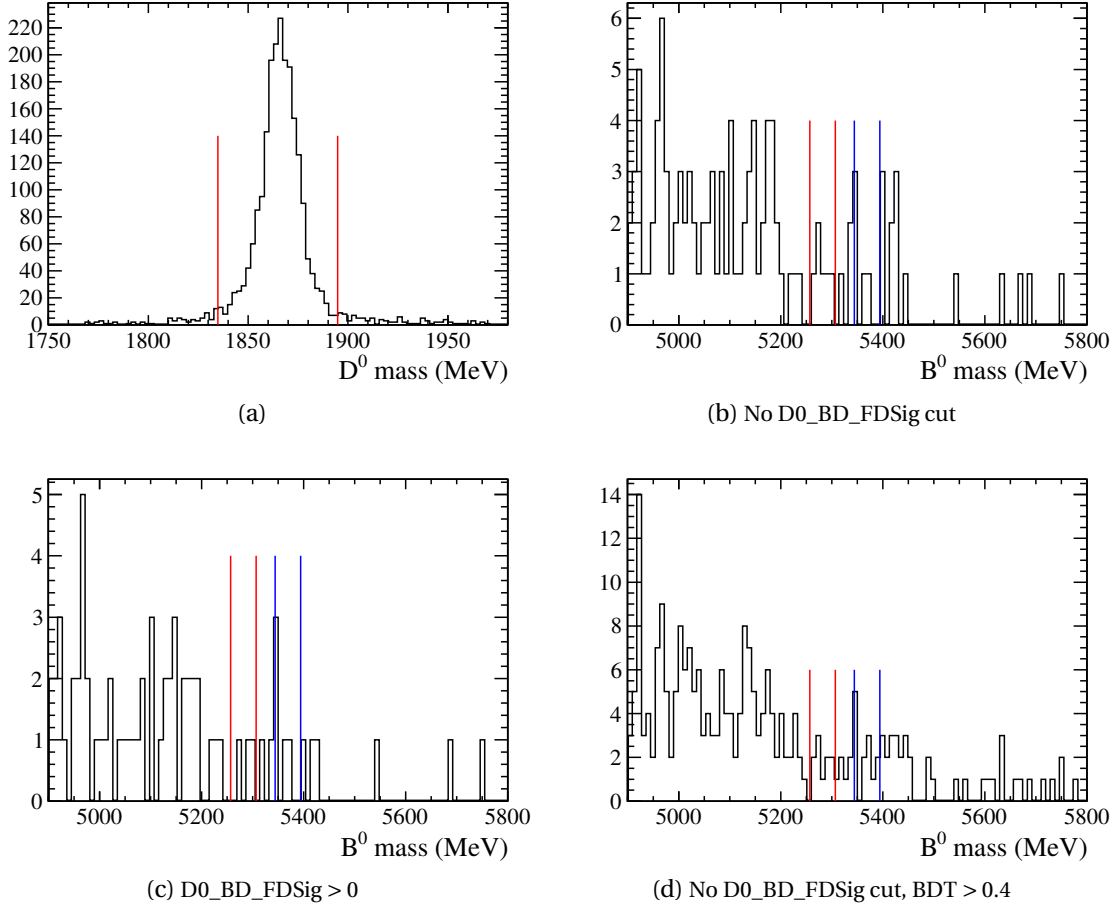 220
200
180
160
140
120
100
80
60
40
20
0
1750 1800 1850 1900 1950
D⁰ mass (MeV)
(a)
6
5
4
3
2
1
0
5000 5200 5400 5600 5800
B⁰ mass (MeV)
(b) No D0_BD_FDSig cut
5
4
3
2
1
0
5000 5200 5400 5600 5800
B⁰ mass (MeV)
(c) D0_BD_FDSig > 0
14
12
10
8
6
4
2
0
5000 5200 5400 5600 5800
B⁰ mass (MeV)
(d) No D0_BD_FDSig cut, BDT > 0.4